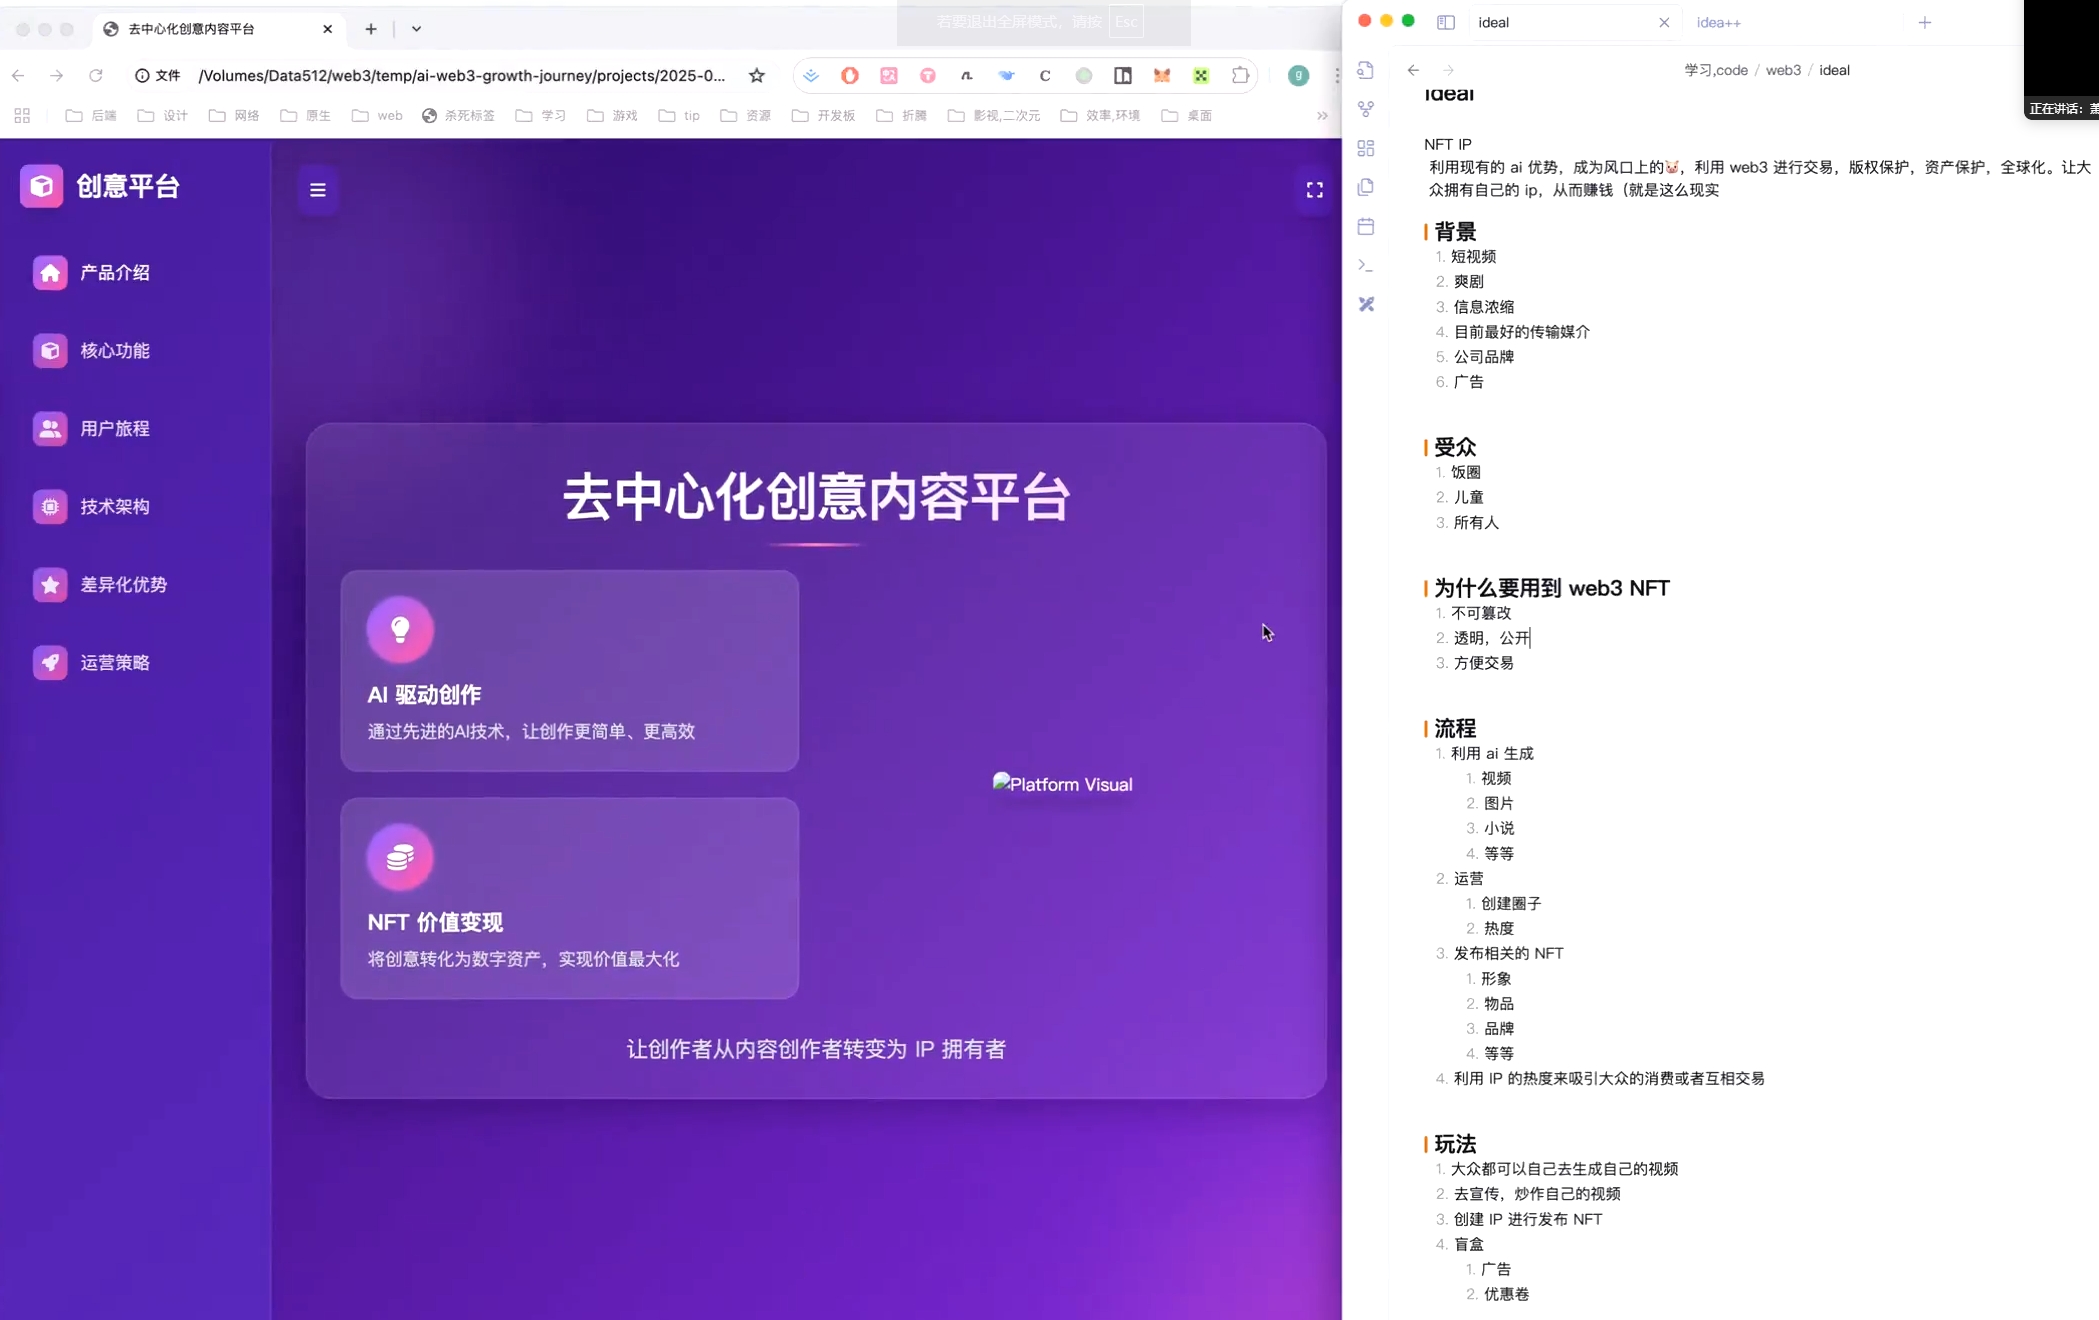 去中心化创意内容平台
若要退出全屏模式，请按 Esc
文件 /Volumes/Data512/web3/temp/ai-web3-growth-journey/projects/2025-0...
后端 设计 网络 原生 web 杀死标签 学习 游戏 tip 资源 开发板 折腾 影视,二次元 效率,环境 桌面
创意平台
产品介绍
核心功能
用户旅程
技术架构
差异化优势
运营策略
去中心化创意内容平台
AI 驱动创作
通过先进的AI技术，让创作更简单、更高效
Platform Visual
NFT 价值变现
将创意转化为数字资产，实现价值最大化
让创作者从内容创作者转变为 IP 拥有者
ideal
idea++
学习,code / web3 / ideal
正在讲话：
ideal
NFT IP
利用现有的 ai 优势，成为风口上的🐷，利用 web3 进行交易，版权保护，资产保护，全球化。让大
众拥有自己的 ip，从而赚钱（就是这么现实
背景
1. 短视频
2. 爽剧
3. 信息浓缩
4. 目前最好的传输媒介
5. 公司品牌
6. 广告
受众
1. 饭圈
2. 儿童
3. 所有人
为什么要用到 web3 NFT
1. 不可篡改
2. 透明，公开
3. 方便交易
流程
1. 利用 ai 生成
1. 视频
2. 图片
3. 小说
4. 等等
2. 运营
1. 创建圈子
2. 热度
3. 发布相关的 NFT
1. 形象
2. 物品
3. 品牌
4. 等等
4. 利用 IP 的热度来吸引大众的消费或者互相交易
玩法
1. 大众都可以自己去生成自己的视频
2. 去宣传，炒作自己的视频
3. 创建 IP 进行发布 NFT
4. 盲盒
1. 广告
2. 优惠卷